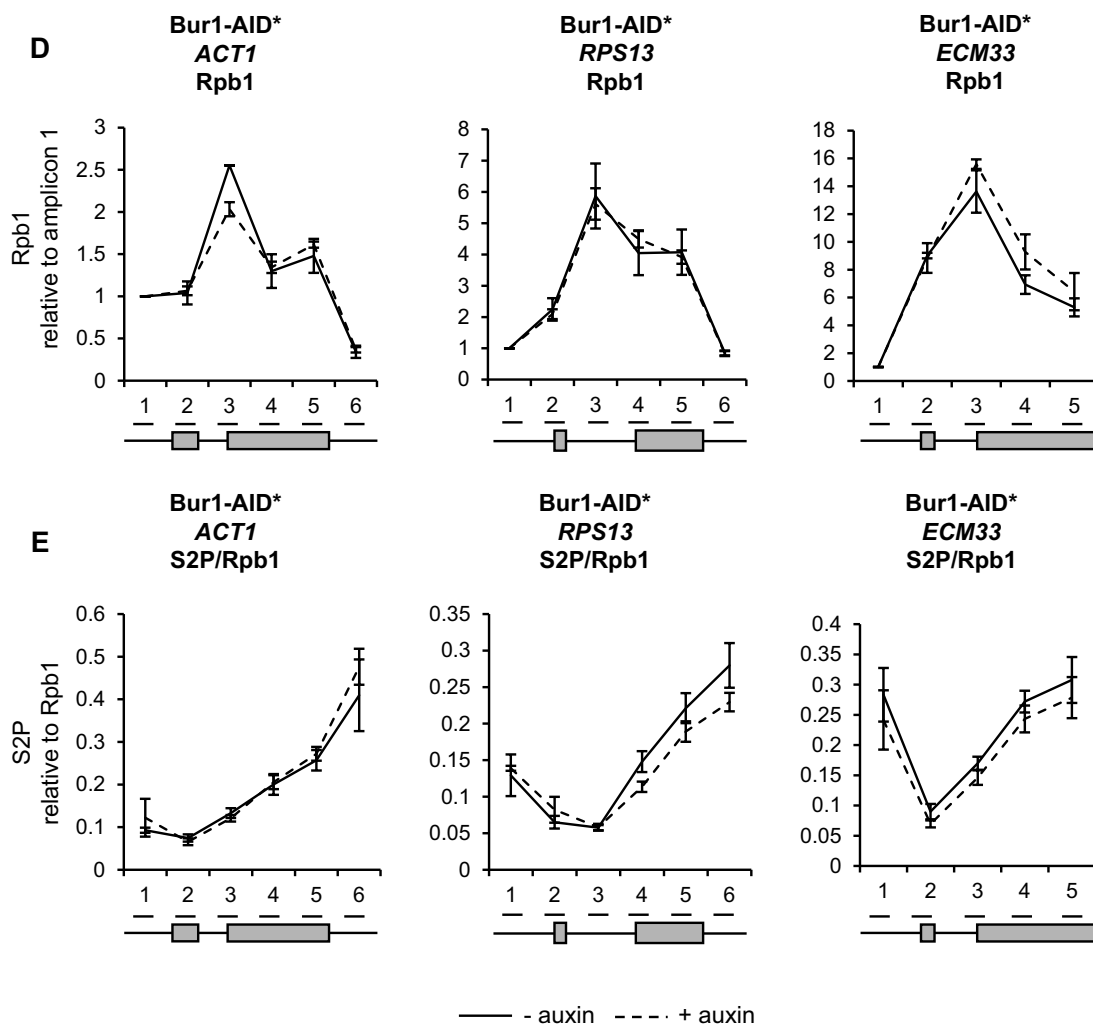 D
Bur1-AID*
ACT1
Rpb1
Bur1-AID*
RPS13
Rpb1
Bur1-AID*
ECM33
Rpb1
Rpb1
relative to amplicon 1
3
2.5
2
1.5
1
0.5
0
1 2 3 4 5 6
8
7
6
5
4
3
2
1
0
1 2 3 4 5 6
18
16
14
12
10
8
6
4
2
0
1 2 3 4 5
E
Bur1-AID*
ACT1
S2P/Rpb1
Bur1-AID*
RPS13
S2P/Rpb1
Bur1-AID*
ECM33
S2P/Rpb1
S2P
relative to Rpb1
0.6
0.5
0.4
0.3
0.2
0.1
0
1 2 3 4 5 6
0.35
0.3
0.25
0.2
0.15
0.1
0.05
0
1 2 3 4 5 6
0.4
0.35
0.3
0.25
0.2
0.15
0.1
0.05
0
1 2 3 4 5
- auxin + auxin